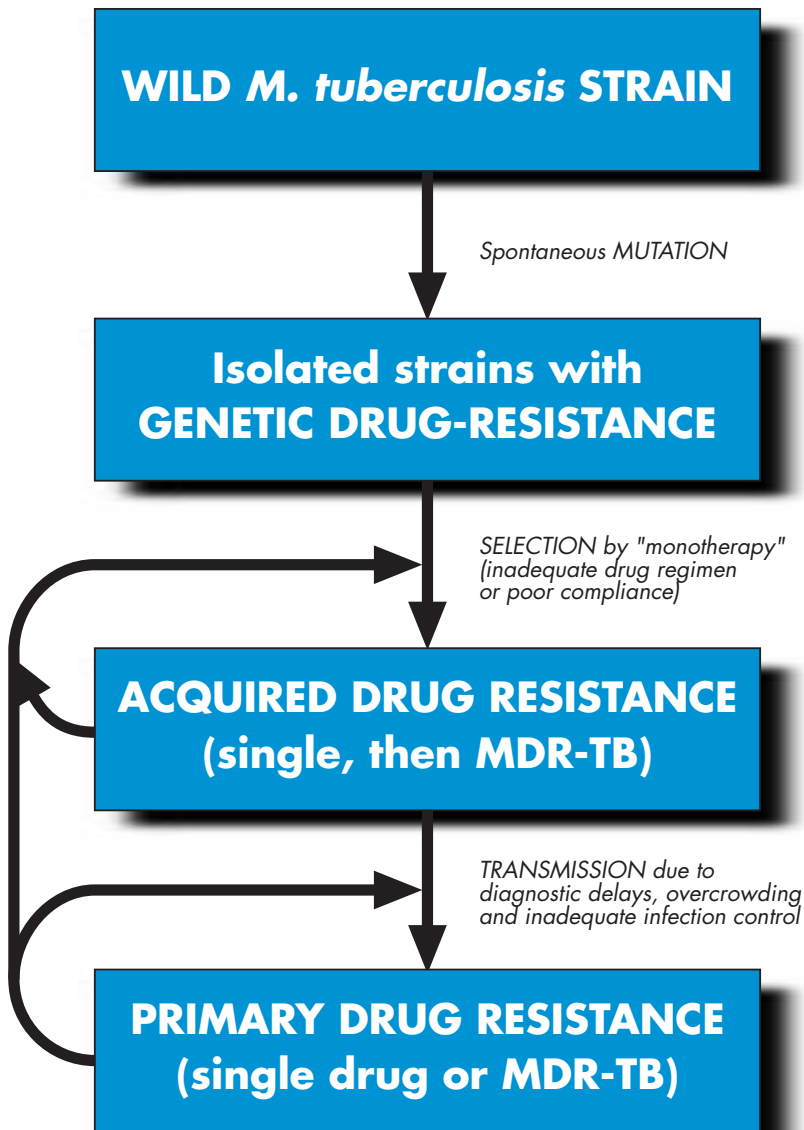 WILD M. tuberculosis STRAIN
Spontaneous MUTATION
Isolated strains with
GENETIC DRUG-RESISTANCE
SELECTION by "monotherapy"
(inadequate drug regimen
or poor compliance)
ACQUIRED DRUG RESISTANCE
(single, then MDR-TB)
TRANSMISSION due to
diagnostic delays, overcrowding
and inadequate infection control
PRIMARY DRUG RESISTANCE
(single drug or MDR-TB)